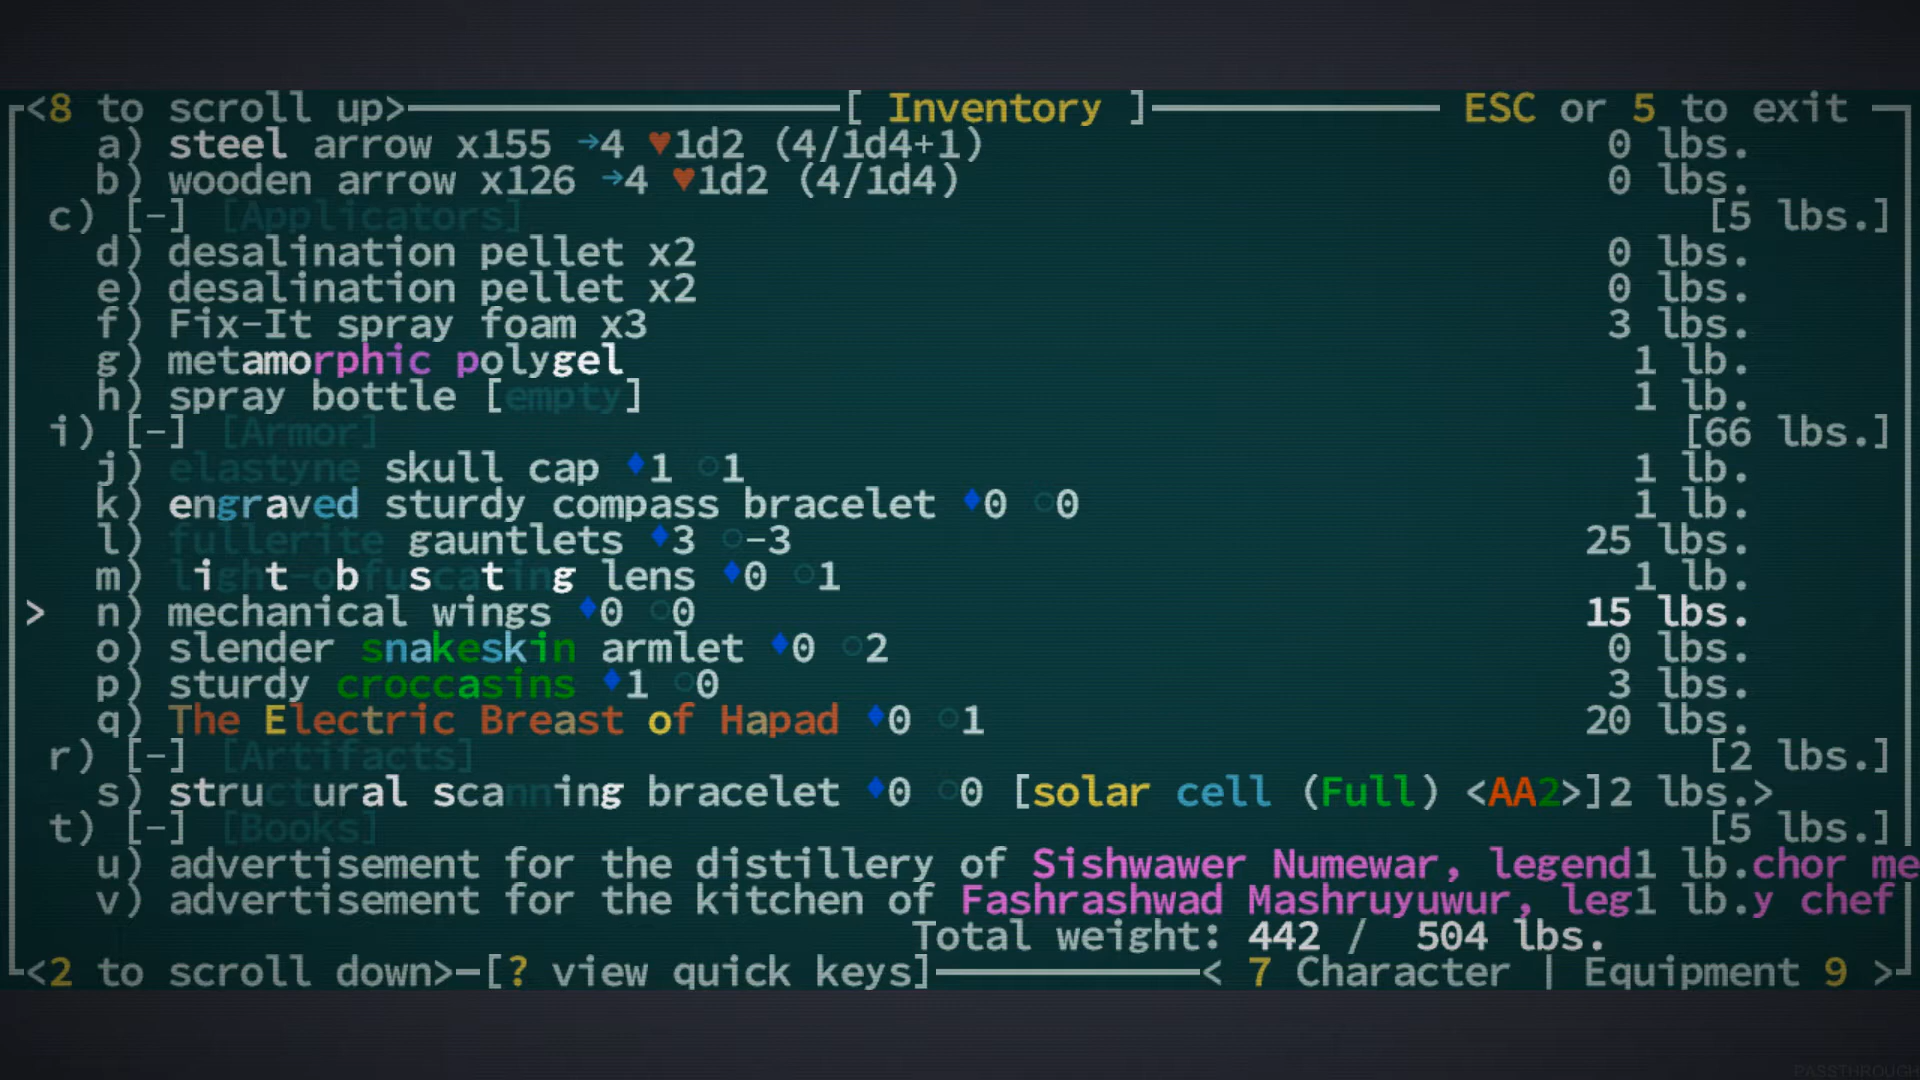 <8 to scroll up> [ Inventory ] ESC or 5 to exit
a) steel arrow x155 →4 ♥1d2 (4/1d4+1) 0 lbs.
b) wooden arrow x126 →4 ♥1d2 (4/1d4) 0 lbs.
c) [-] [Applicators] [5 lbs.]
d) desalination pellet x2 0 lbs.
e) desalination pellet x2 0 lbs.
f) Fix-It spray foam x3 3 lbs.
g) metamorphic polygel 1 lb.
h) spray bottle [empty] 1 lb.
i) [-] [Armor] [66 lbs.]
j) elastyne skull cap ♦1 ○1 1 lb.
k) engraved sturdy compass bracelet ♦0 ○0 1 lb.
l) fullerite gauntlets ♦3 ○-3 25 lbs.
m) light-obfuscating lens ♦0 ○1 1 lb.
> n) mechanical wings ♦0 ○0 15 lbs.
o) slender snakeskin armlet ♦0 ○2 0 lbs.
p) sturdy croccasins ♦1 ○0 3 lbs.
q) The Electric Breast of Hapad ♦0 ○1 20 lbs.
r) [-] [Artifacts] [2 lbs.]
s) structural scanning bracelet ♦0 ○0 [solar cell (Full) <AA2>]2 lbs.>
t) [-] [Books] [5 lbs.]
u) advertisement for the distillery of Sishwawer Numewar, legend1 lb.chor me
v) advertisement for the kitchen of Fashrashwad Mashruyuwur, leg1 lb.y chef
Total weight: 442 / 504 lbs.
<2 to scroll down> [? view quick keys] < 7 Character | Equipment 9 >
PASSTHROUGH